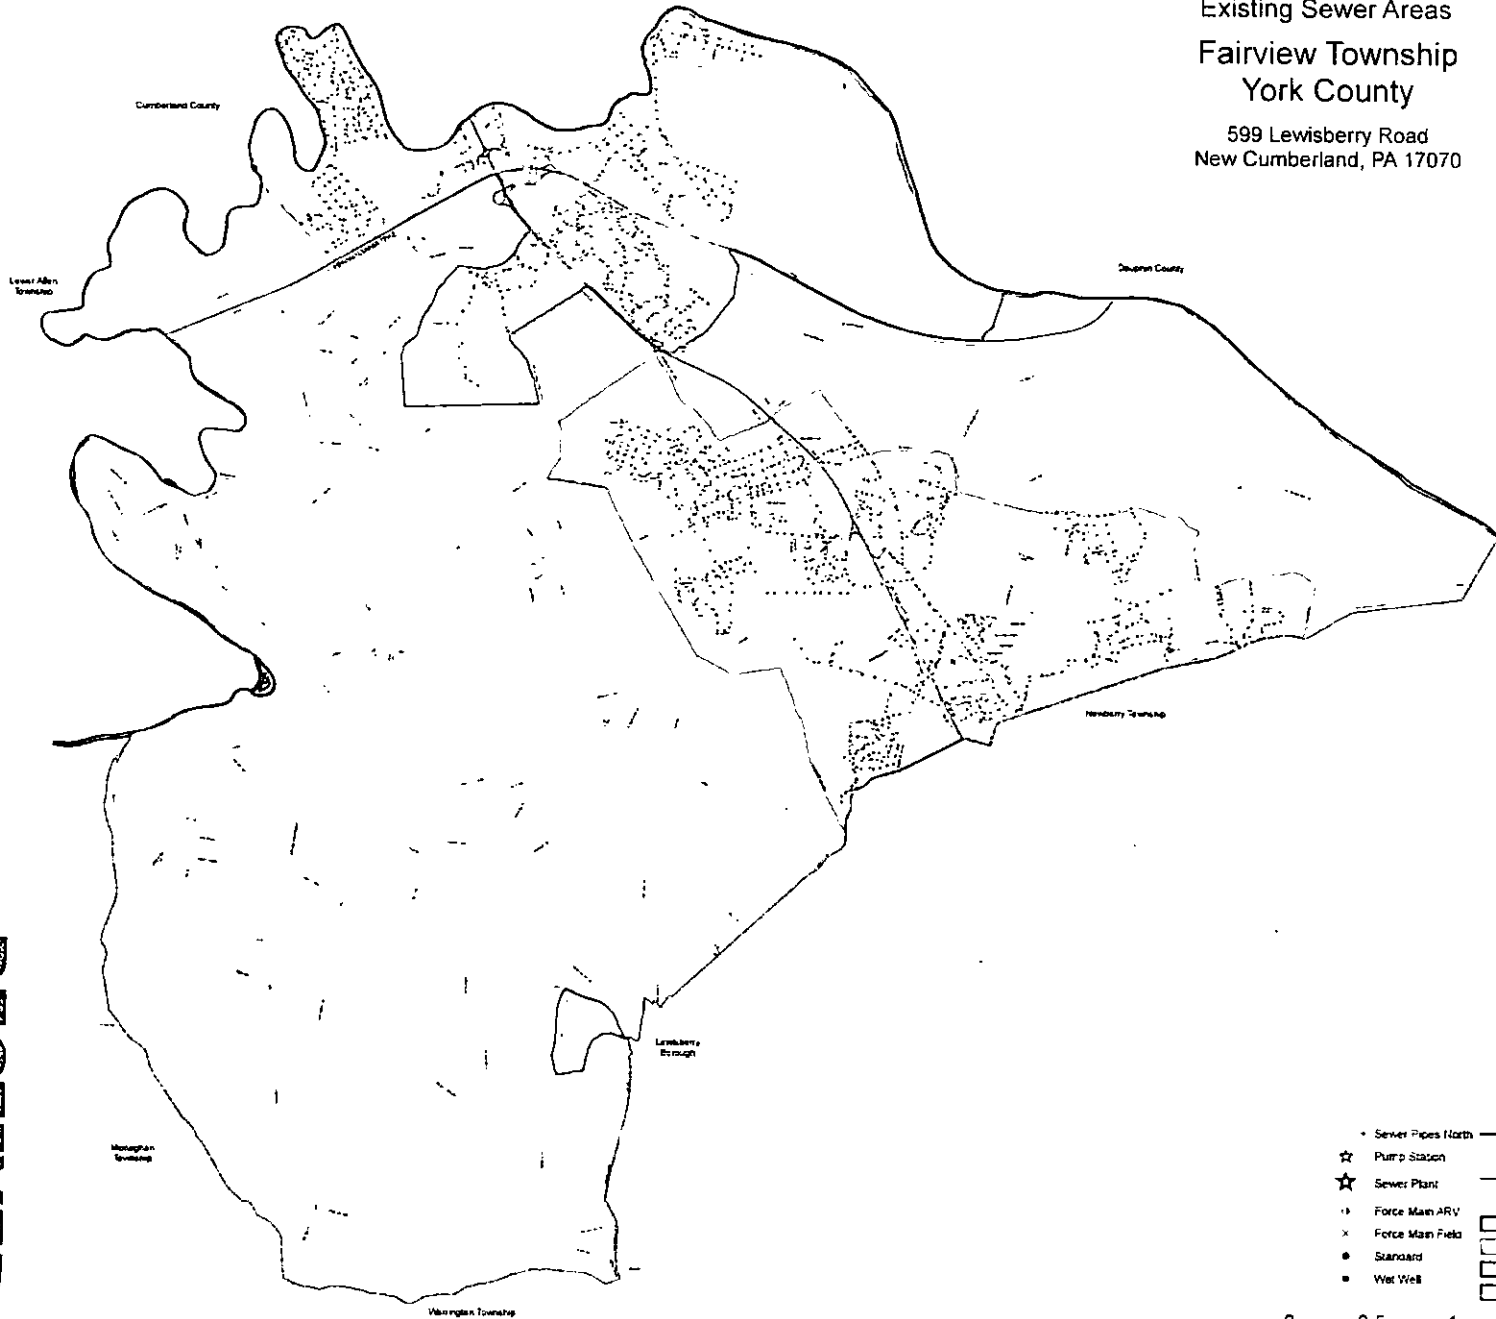 Existing Sewer Areas
Fairview Township
York County
599 Lewisberry Road
New Cumberland, PA 17070
Cumberland County
Lower Allen
Township
Dauphin County
Newberry Township
Lewisberry
Borough
Monaghan
Township
Warrington Township
Sewer Pipes North
Pump Station
Sewer Plant
Force Main ARV
Force Main Field
Standard
Wet Well